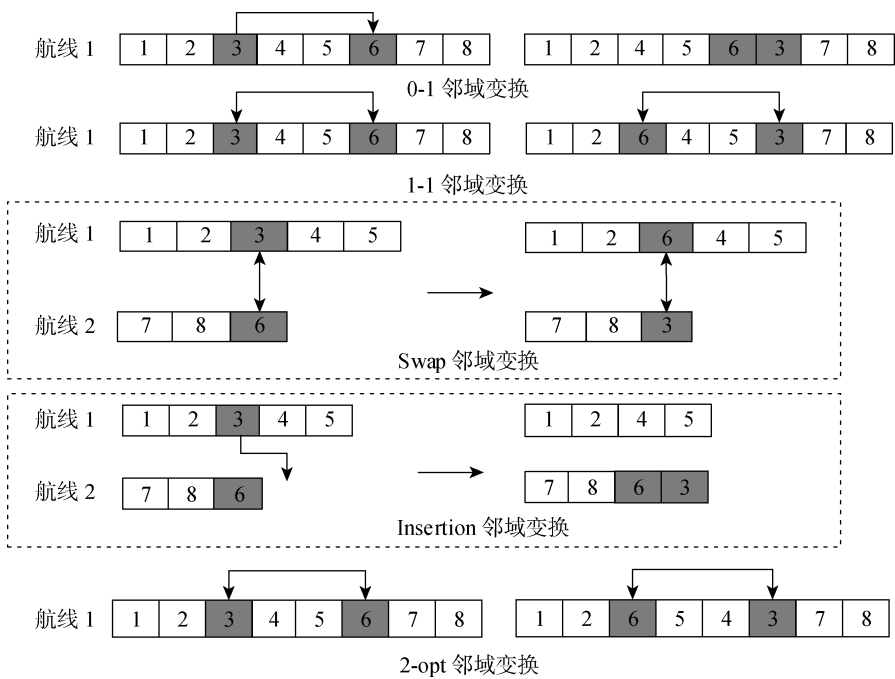 航线 1 1 2 3 4 5 6 7 8 1 2 4 5 6 3 7 8
0-1 邻域变换
航线 1 1 2 3 4 5 6 7 8 1 2 6 4 5 3 7 8
1-1 邻域变换
航线 1 1 2 3 4 5 1 2 6 4 5
航线 2 7 8 6 7 8 3
Swap 邻域变换
航线 1 1 2 3 4 5 1 2 4 5
航线 2 7 8 6 7 8 6 3
Insertion 邻域变换
航线 1 1 2 3 4 5 6 7 8 1 2 6 5 4 3 7 8
2-opt 邻域变换